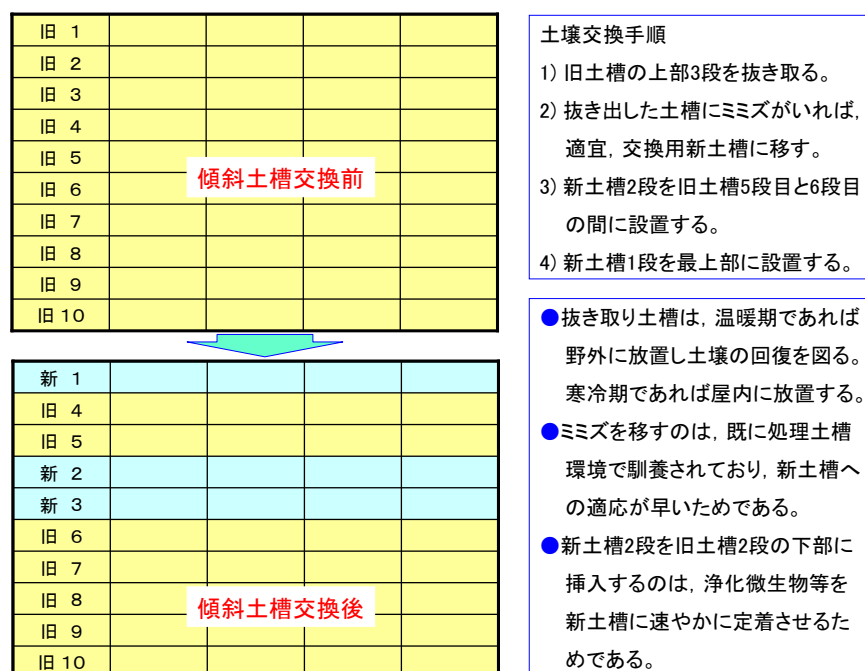 旧 1
旧 2
旧 3
旧 4
旧 5
旧 6
旧 7
旧 8
旧 9
旧 10
傾斜土槽交換前
新 1
旧 4
旧 5
新 2
新 3
旧 6
旧 7
旧 8
旧 9
旧 10
傾斜土槽交換後
土壌交換手順
1) 旧土槽の上部3段を抜き取る。
2) 抜き出した土槽にミミズがいれば,
適宜, 交換用新土槽に移す。
3) 新土槽2段を旧土槽5段目と6段目
の間に設置する。
4) 新土槽1段を最上部に設置する。
●抜き取り土槽は, 温暖期であれば
野外に放置し土壌の回復を図る。
寒冷期であれば屋内に放置する。
●ミミズを移すのは, 既に処理土槽
環境で馴養されており, 新土槽へ
の適応が早いためである。
●新土槽2段を旧土槽2段の下部に
挿入するのは, 浄化微生物等を
新土槽に速やかに定着させるた
めである。